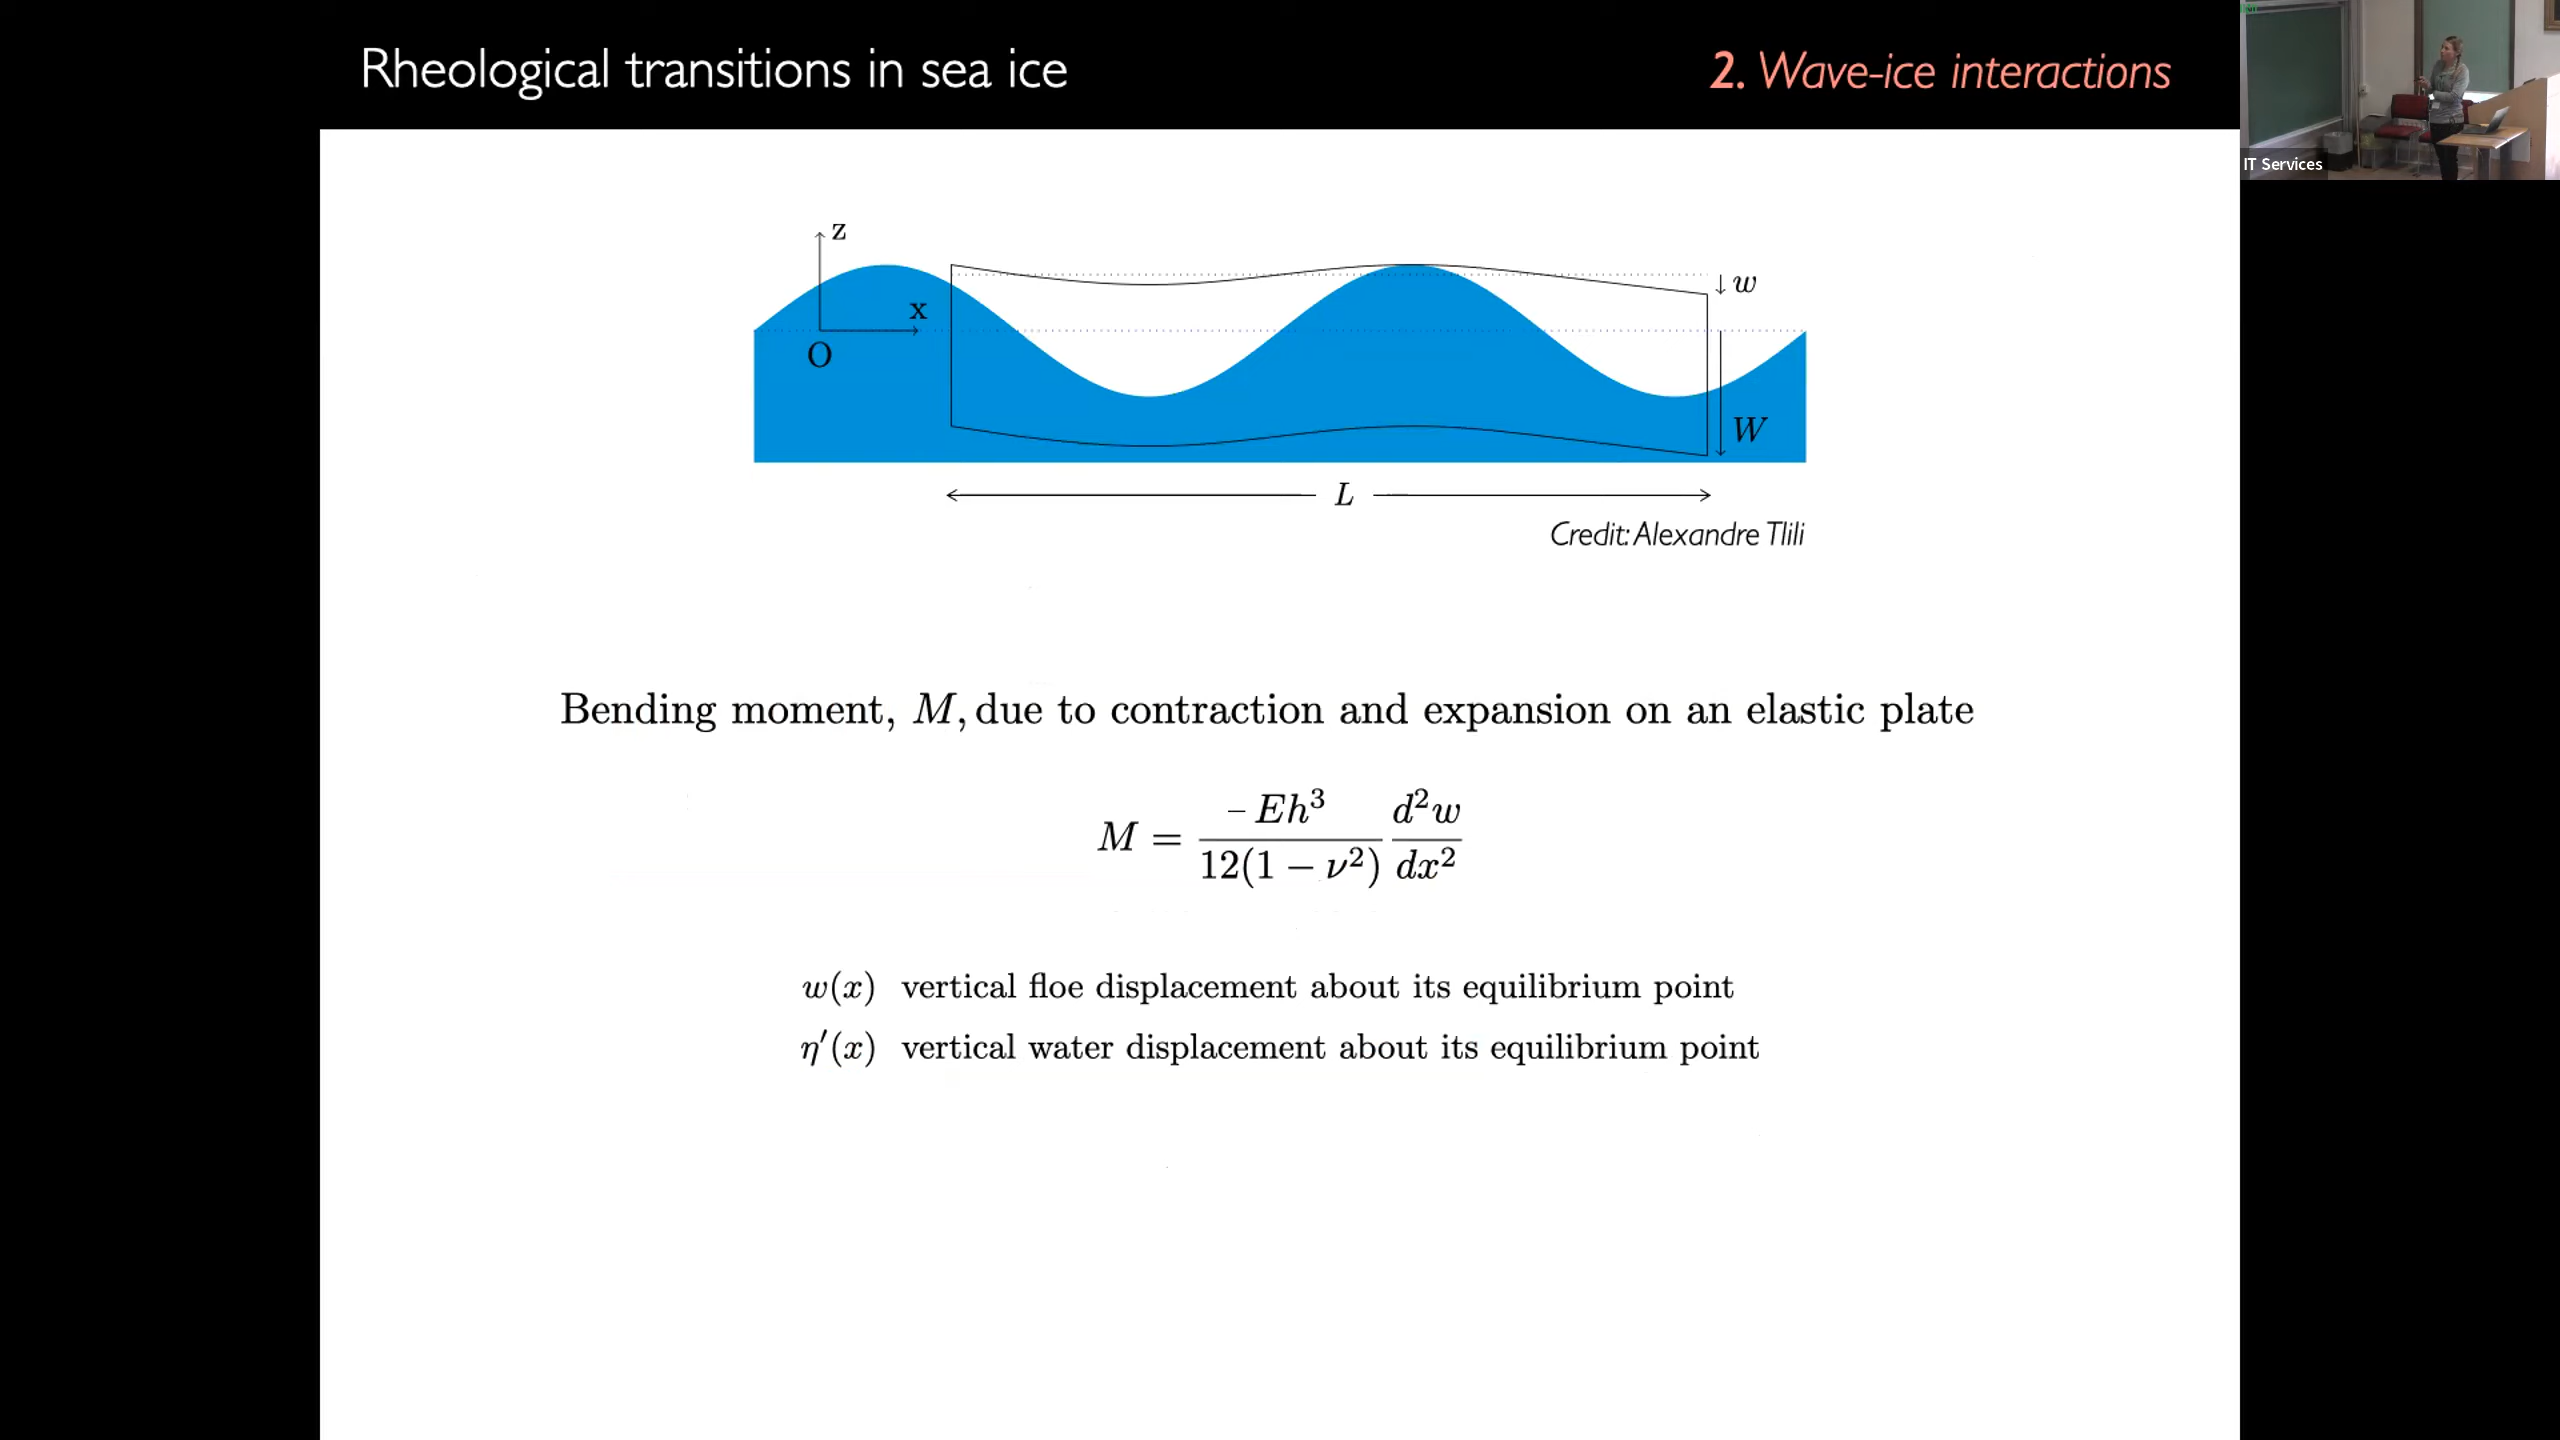 Rheological transitions in sea ice
2. Wave-ice interactions
IT Services
z
x
O
w
W
L
Credit: Alexandre Tlili
Bending moment, M, due to contraction and expansion on an elastic plate
M = –Eh³ / 12(1 − ν²) d²w / dx²
w(x) vertical floe displacement about its equilibrium point
η′(x) vertical water displacement about its equilibrium point